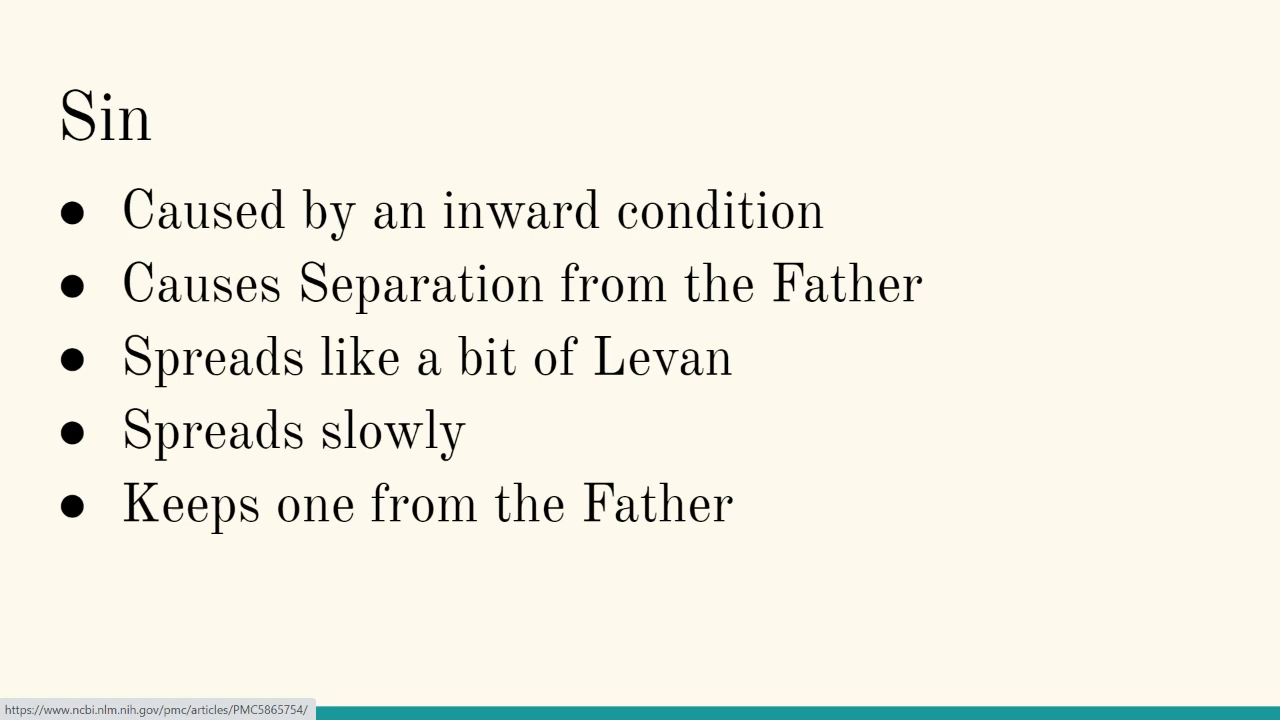 Sin
● Caused by an inward condition
● Causes Separation from the Father
● Spreads like a bit of Levan
● Spreads slowly
● Keeps one from the Father
https://www.ncbi.nlm.nih.gov/pmc/articles/PMC5865754/